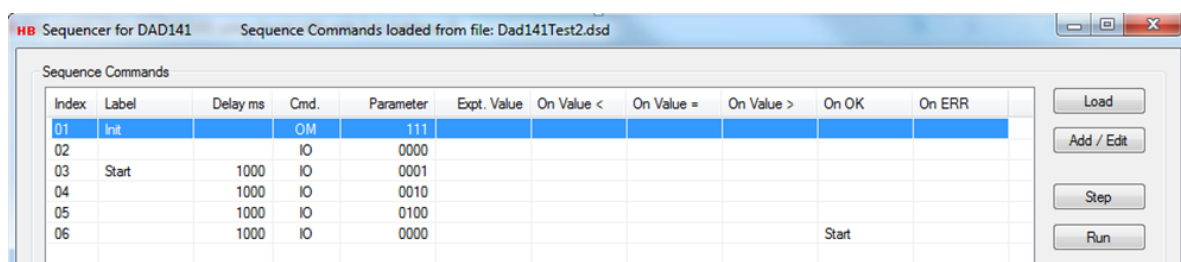 HB Sequencer for DAD141 Sequence Commands loaded from file: Dad141Test2.dsd
Sequence Commands
Index Label Delay ms Cmd. Parameter Expt. Value On Value < On Value = On Value > On OK On ERR
01 Init OM 111
02 IO 0000
03 Start 1000 IO 0001
04 1000 IO 0010
05 1000 IO 0100
06 1000 IO 0000 Start
Load
Add / Edit
Step
Run